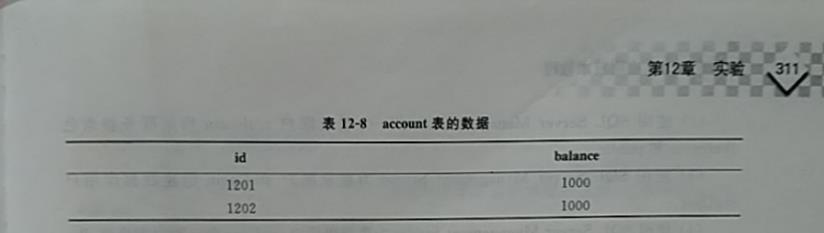 第12章 实验 311
表 12-8 account 表的数据
id balance
1201 1000
1202 1000